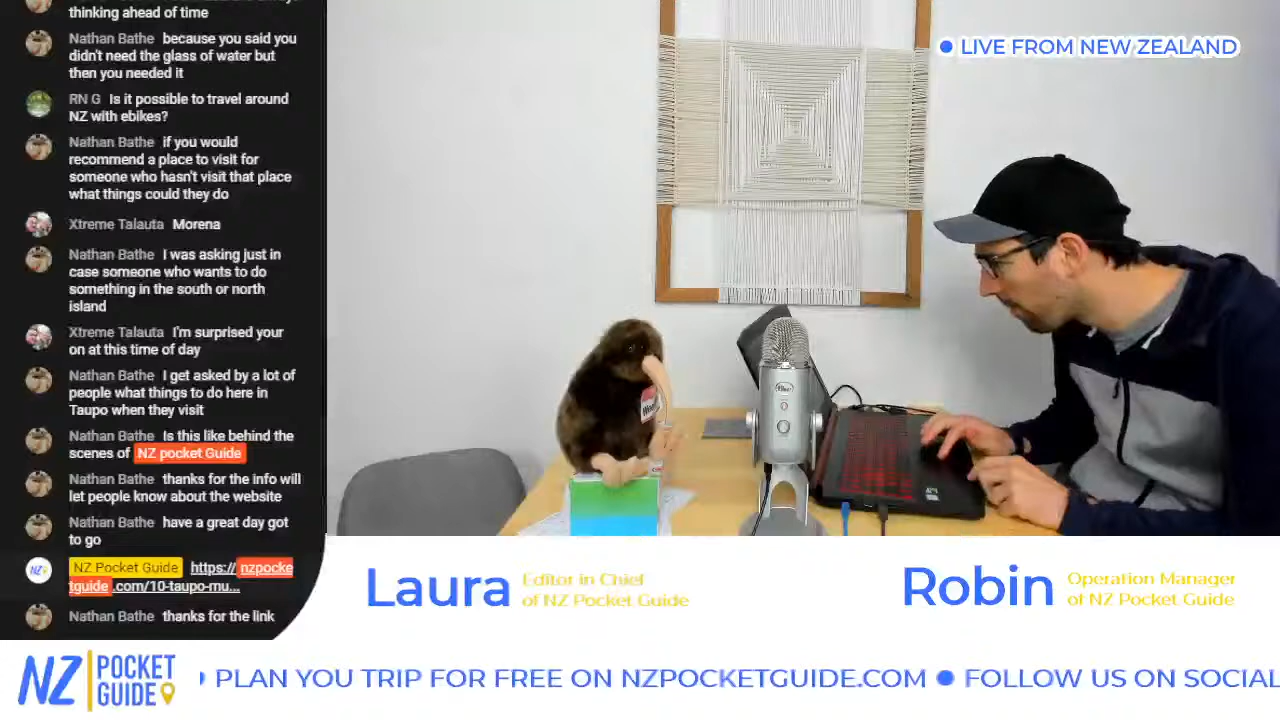 thinking ahead of time
Nathan Bathe because you said you
didn't need the glass of water but
then you needed it
RN G Is it possible to travel around
NZ with ebikes?
Nathan Bathe if you would
recommend a place to visit for
someone who hasn't visit that place
what things could they do
Xtreme Talauta Morena
Nathan Bathe I was asking just in
case someone who wants to do
something in the south or north
island
Xtreme Talauta I'm surprised your
on at this time of day
Nathan Bathe I get asked by a lot of
people what things to do here in
Taupo when they visit
Nathan Bathe Is this like behind the
scenes of NZ pocket Guide
Nathan Bathe thanks for the info will
let people know about the website
Nathan Bathe have a great day got
to go
NZ Pocket Guide https://nzpocke
tguide.com/10-taupo-mu...
Nathan Bathe thanks for the link
LIVE FROM NEW ZEALAND
Laura
Editor in Chief
of NZ Pocket Guide
Robin
Operation Manager
of NZ Pocket Guide
NZ POCKET
GUIDE
PLAN YOU TRIP FOR FREE ON NZPOCKETGUIDE.COM ● FOLLOW US ON SOCIAL